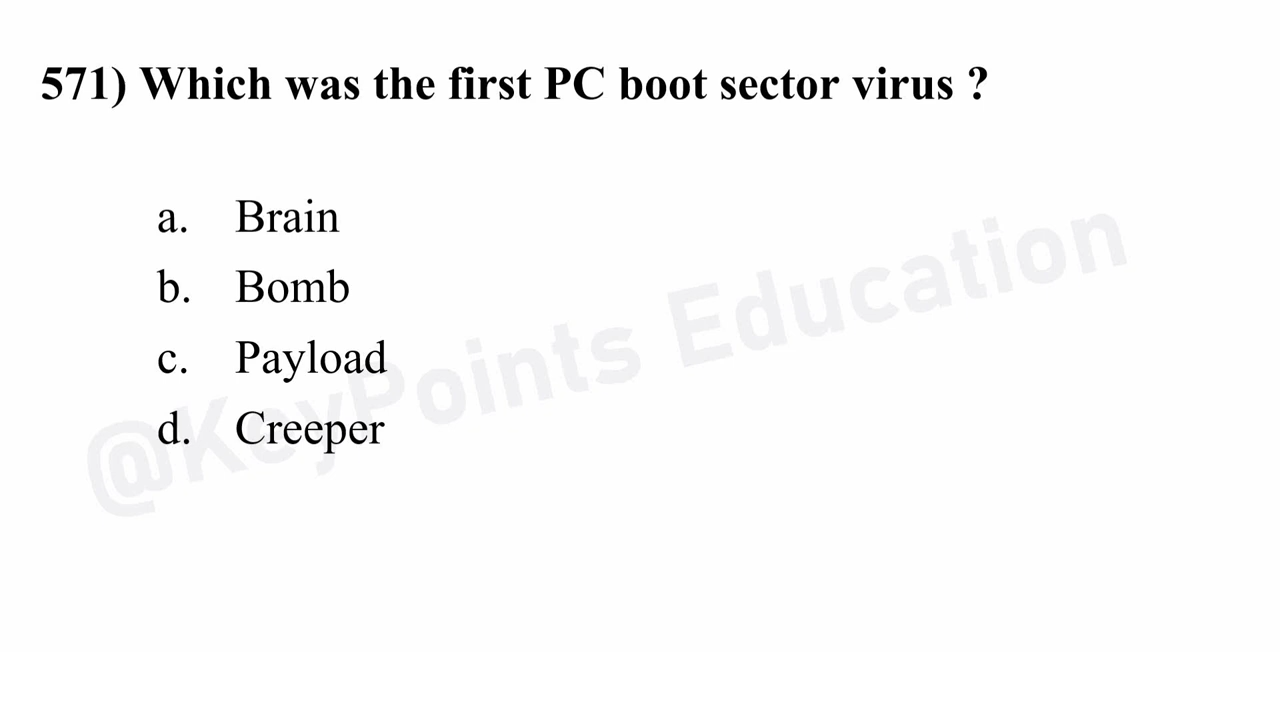 571) Which was the first PC boot sector virus ?
a. Brain
b. Bomb
c. Payload
d. Creeper
@KeyPoints Education